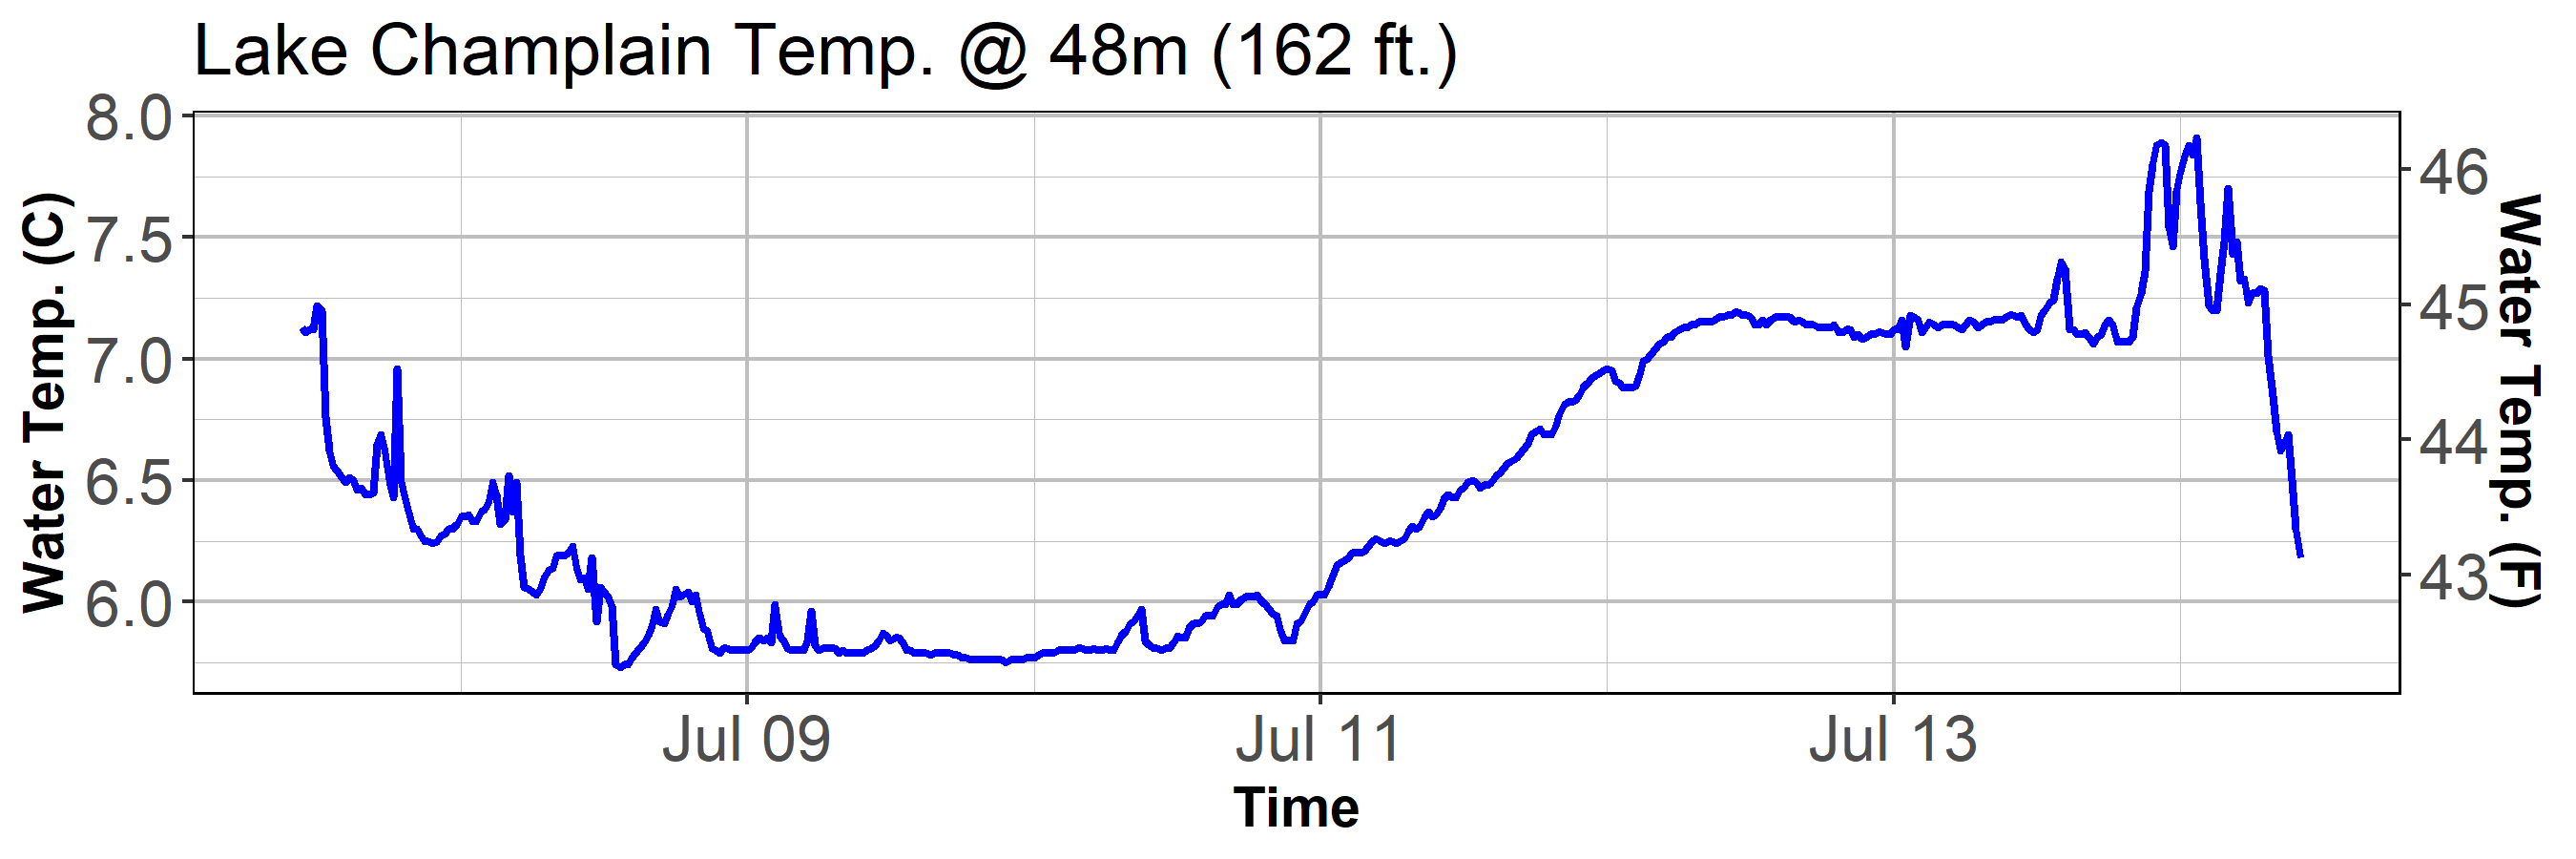 Lake Champlain Temp. @ 48m (162 ft.)
Water Temp. (C)
8.0
7.5
7.0
6.5
6.0
46
45
44
43
Water Temp. (F)
Jul 09 Jul 11 Jul 13
Time